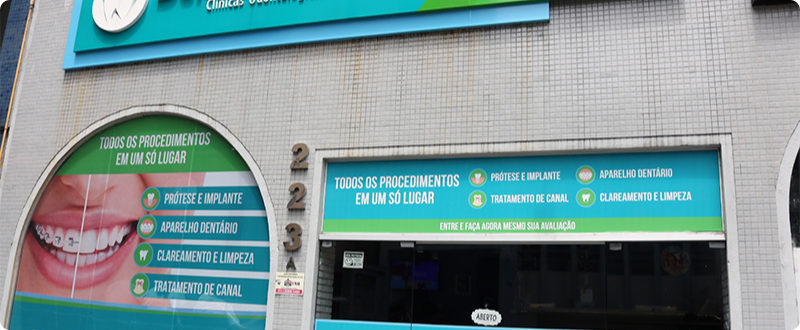 Clínicas
TODOS OS PROCEDIMENTOS
EM UM SÓ LUGAR
PRÓTESE E IMPLANTE
APARELHO DENTÁRIO
CLAREAMENTO E LIMPEZA
TRATAMENTO DE CANAL
223A
TODOS OS PROCEDIMENTOS
EM UM SÓ LUGAR
PRÓTESE E IMPLANTE
APARELHO DENTÁRIO
TRATAMENTO DE CANAL
CLAREAMENTO E LIMPEZA
ENTRE E FAÇA AGORA MESMO SUA AVALIAÇÃO
ABERTO